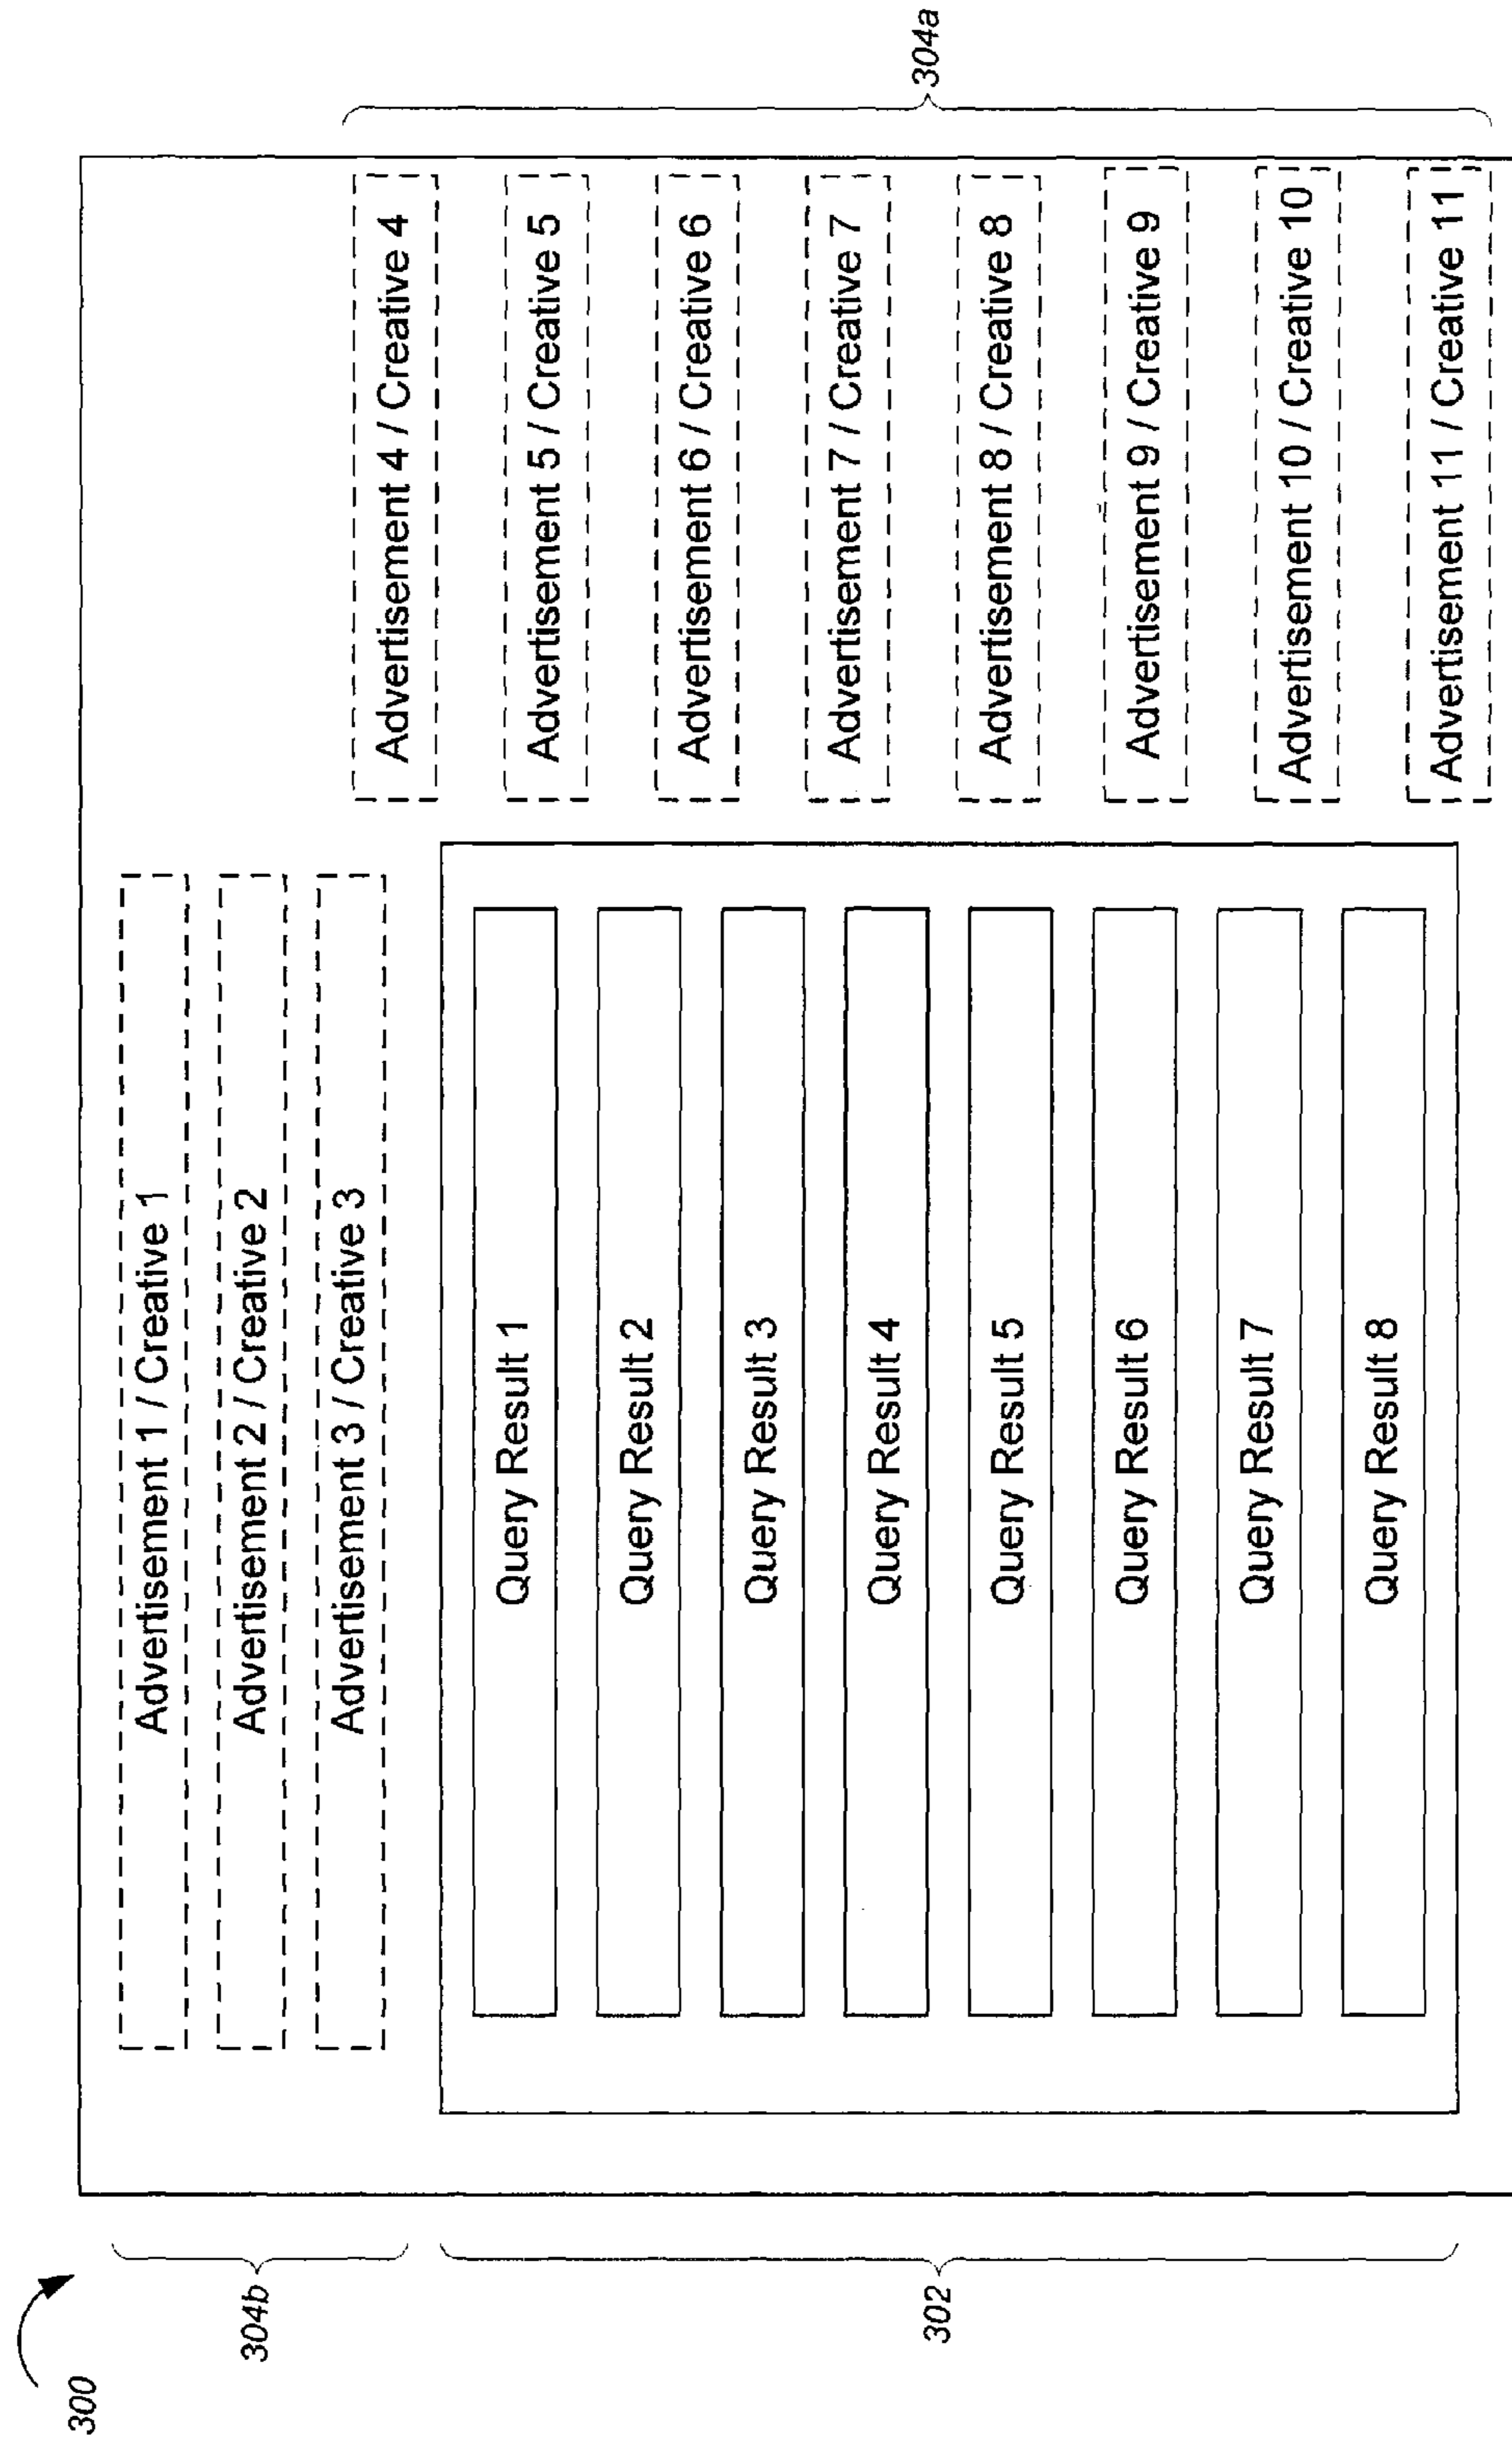 300
304b
Advertisement 1 / Creative 1
Advertisement 2 / Creative 2
Advertisement 3 / Creative 3
302
Query Result 1
Query Result 2
Query Result 3
Query Result 4
Query Result 5
Query Result 6
Query Result 7
Query Result 8
Advertisement 4 / Creative 4
Advertisement 5 / Creative 5
Advertisement 6 / Creative 6
Advertisement 7 / Creative 7
Advertisement 8 / Creative 8
Advertisement 9 / Creative 9
Advertisement 10 / Creative 10
Advertisement 11 / Creative 11
304a